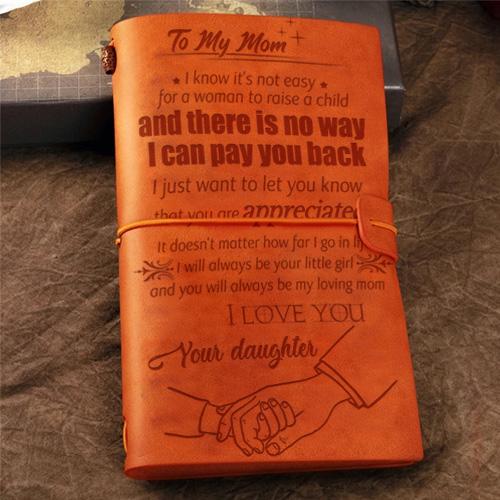 To My Mom
I know it's not easy
for a woman to raise a child
and there is no way
I can pay you back
I just want to let you know
that you are appreciated
It doesn't matter how far I go in life
I will always be your little girl
and you will always be my loving mom
I LOVE YOU
Your daughter